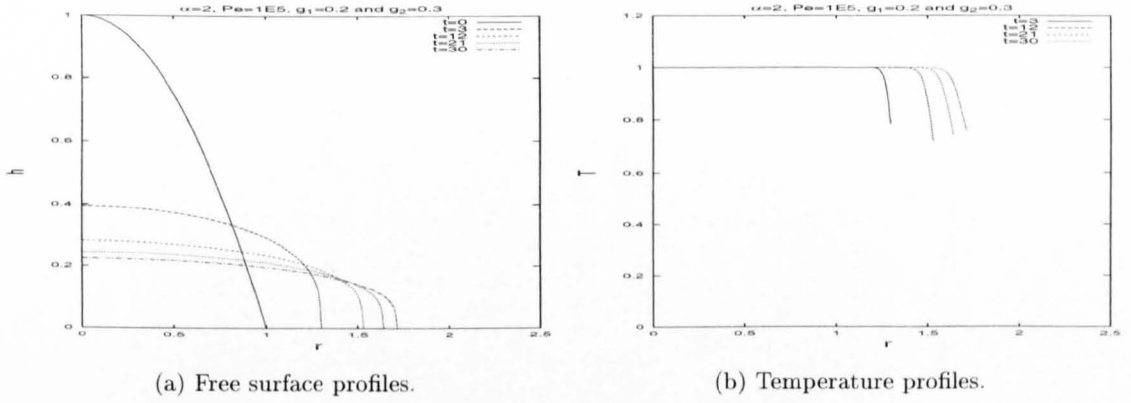 α=2, Pe=1E5, g₁=0.2 and g₂=0.3
t=0
t=3
t=12
t=21
t=30
1
0.8
0.6
0.4
0.2
0
h
0
0.5
1
1.5
2
2.5
r
(a) Free surface profiles.
α=2, Pe=1E5, g₁=0.2 and g₂=0.3
t=3
t=12
t=21
t=30
1.2
1
0.8
0.6
0.4
0.2
0
T
0
0.5
1
1.5
2
2.5
r
(b) Temperature profiles.